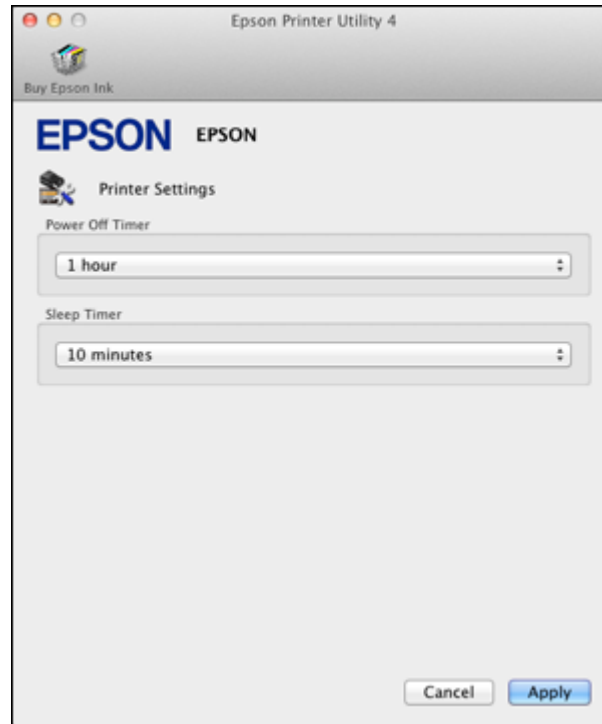 Epson Printer Utility 4
Buy Epson Ink
EPSON EPSON
Printer Settings
Power Off Timer
1 hour
Sleep Timer
10 minutes
Cancel Apply